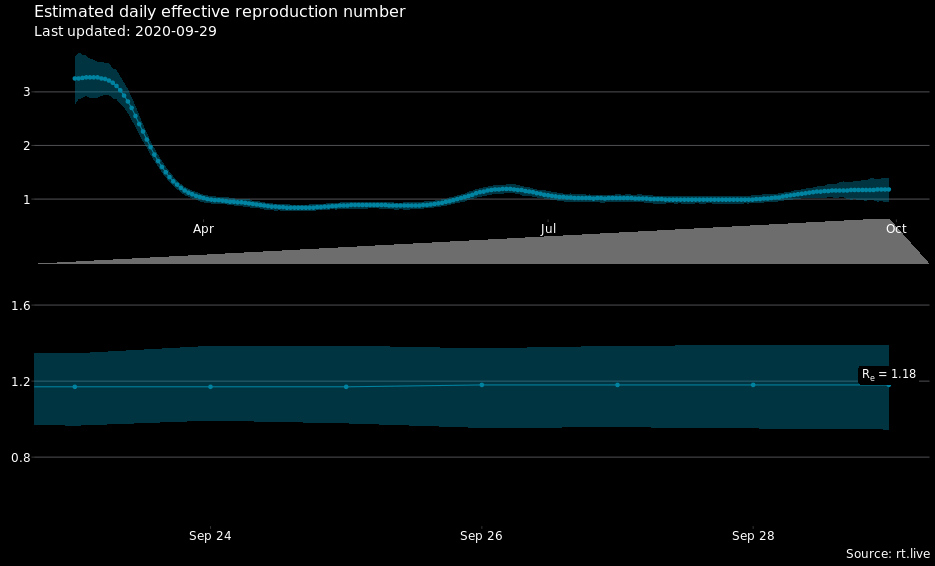 Estimated daily effective reproduction number
Last updated: 2020-09-29
3
2
1
Apr Jul Oct
1.6
1.2
Re = 1.18
0.8
Sep 24 Sep 26 Sep 28
Source: rt.live